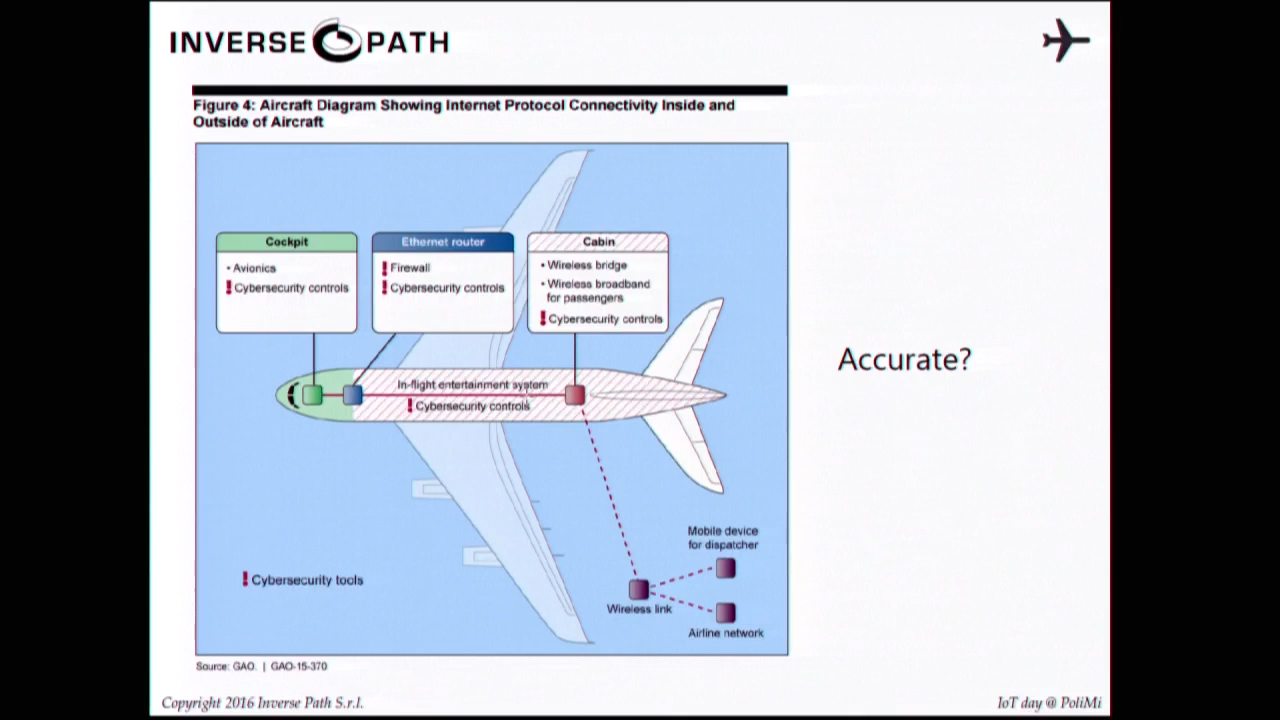 INVERSE PATH
Figure 4: Aircraft Diagram Showing Internet Protocol Connectivity Inside and
Outside of Aircraft
Cockpit
• Avionics
! Cybersecurity controls
Ethernet router
! Firewall
! Cybersecurity controls
Cabin
• Wireless bridge
• Wireless broadband
for passengers
! Cybersecurity controls
Accurate?
In-flight entertainment system
! Cybersecurity controls
Mobile device
for dispatcher
! Cybersecurity tools
Wireless link
Airline network
Source: GAO. | GAO-15-370
Copyright 2016 Inverse Path S.r.l.
IoT day @ PoliMi